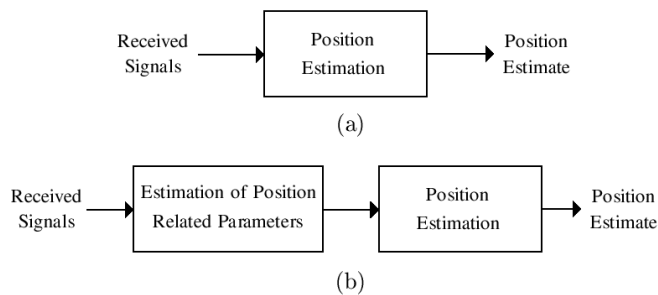 Received
Signals
Position
Estimation
Position
Estimate
(a)
Received
Signals
Estimation of Position
Related Parameters
Position
Estimation
Position
Estimate
(b)